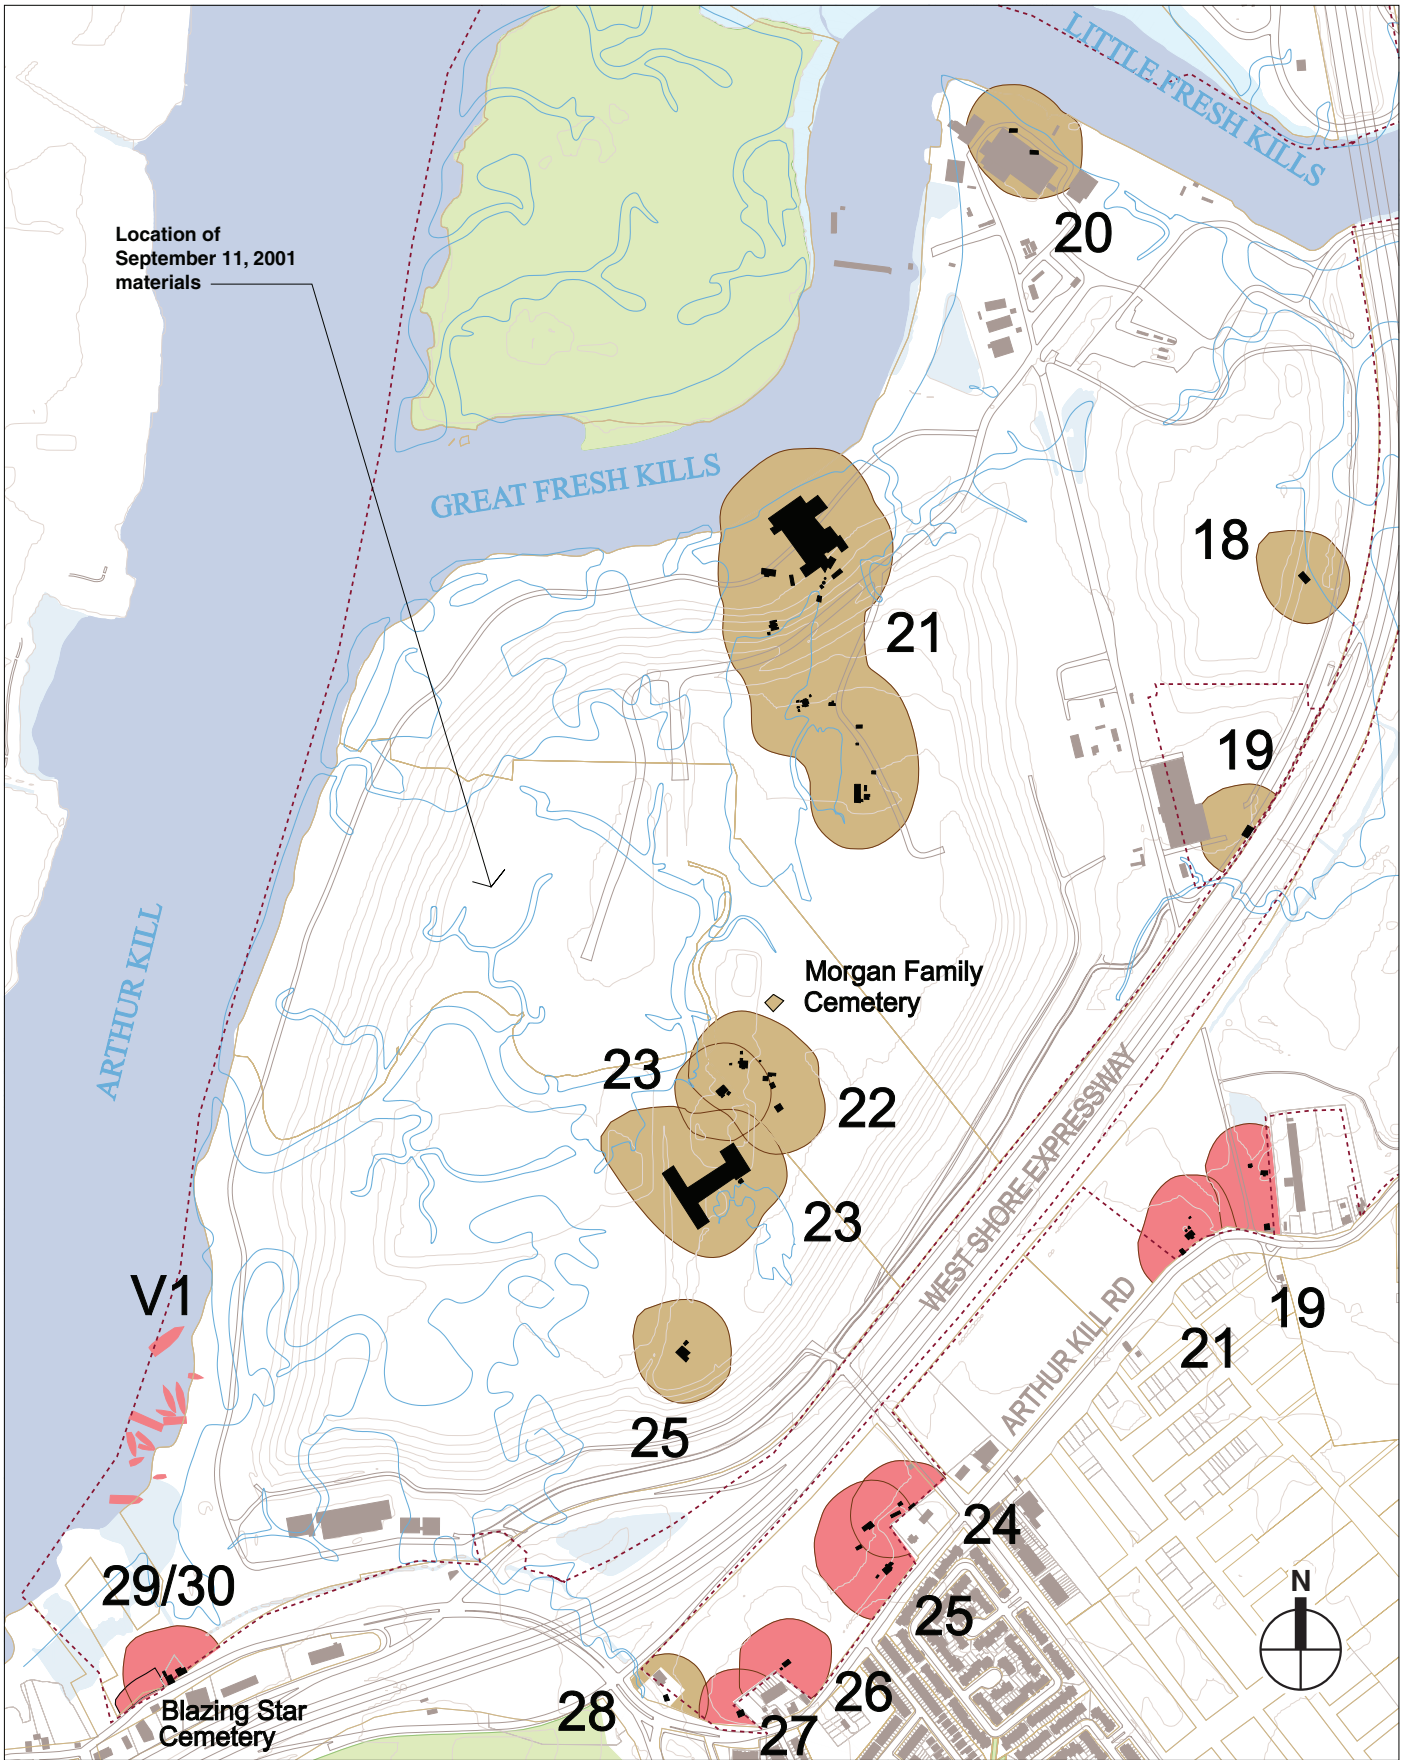 LITTLE FRESH KILLS
20
Location of
September 11, 2001
materials
GREAT FRESH KILLS
18
21
19
ARTHUR KILL
Morgan Family
Cemetery
23
22
23
WEST SHORE EXPRESSWAY
V1
ARTHUR KILL RD
19
21
25
24
29/30
N
25
26
28
27
Blazing Star
Cemetery